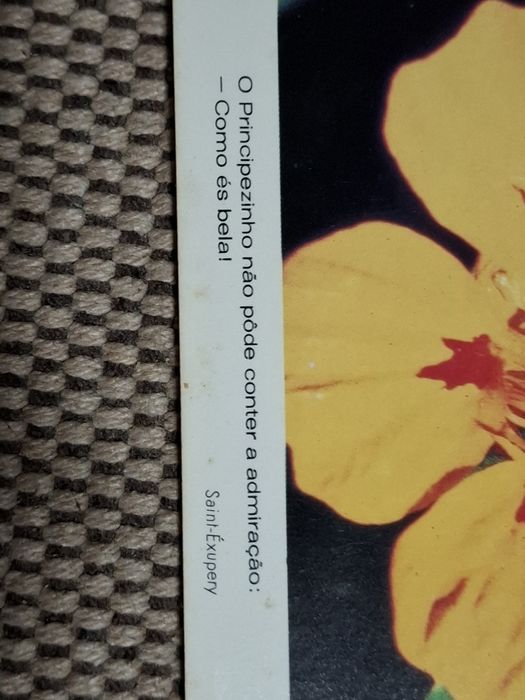 O Principezinho não pôde conter a admiração:
– Como és bela!
Saint-Éxupery